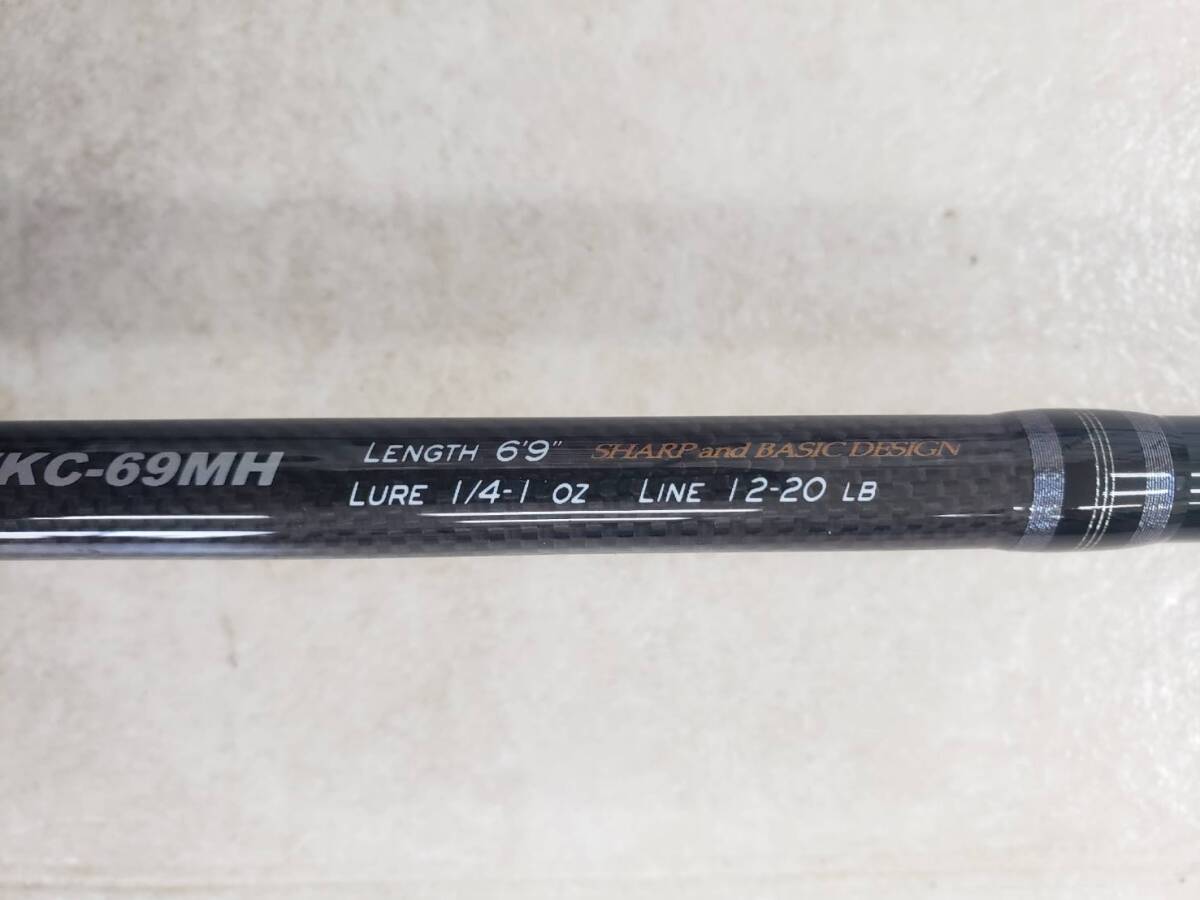 KC-69MH
LENGTH 6'9" SHARP and BASIC DESIGN
LURE 1/4-1 OZ LINE 12-20 LB